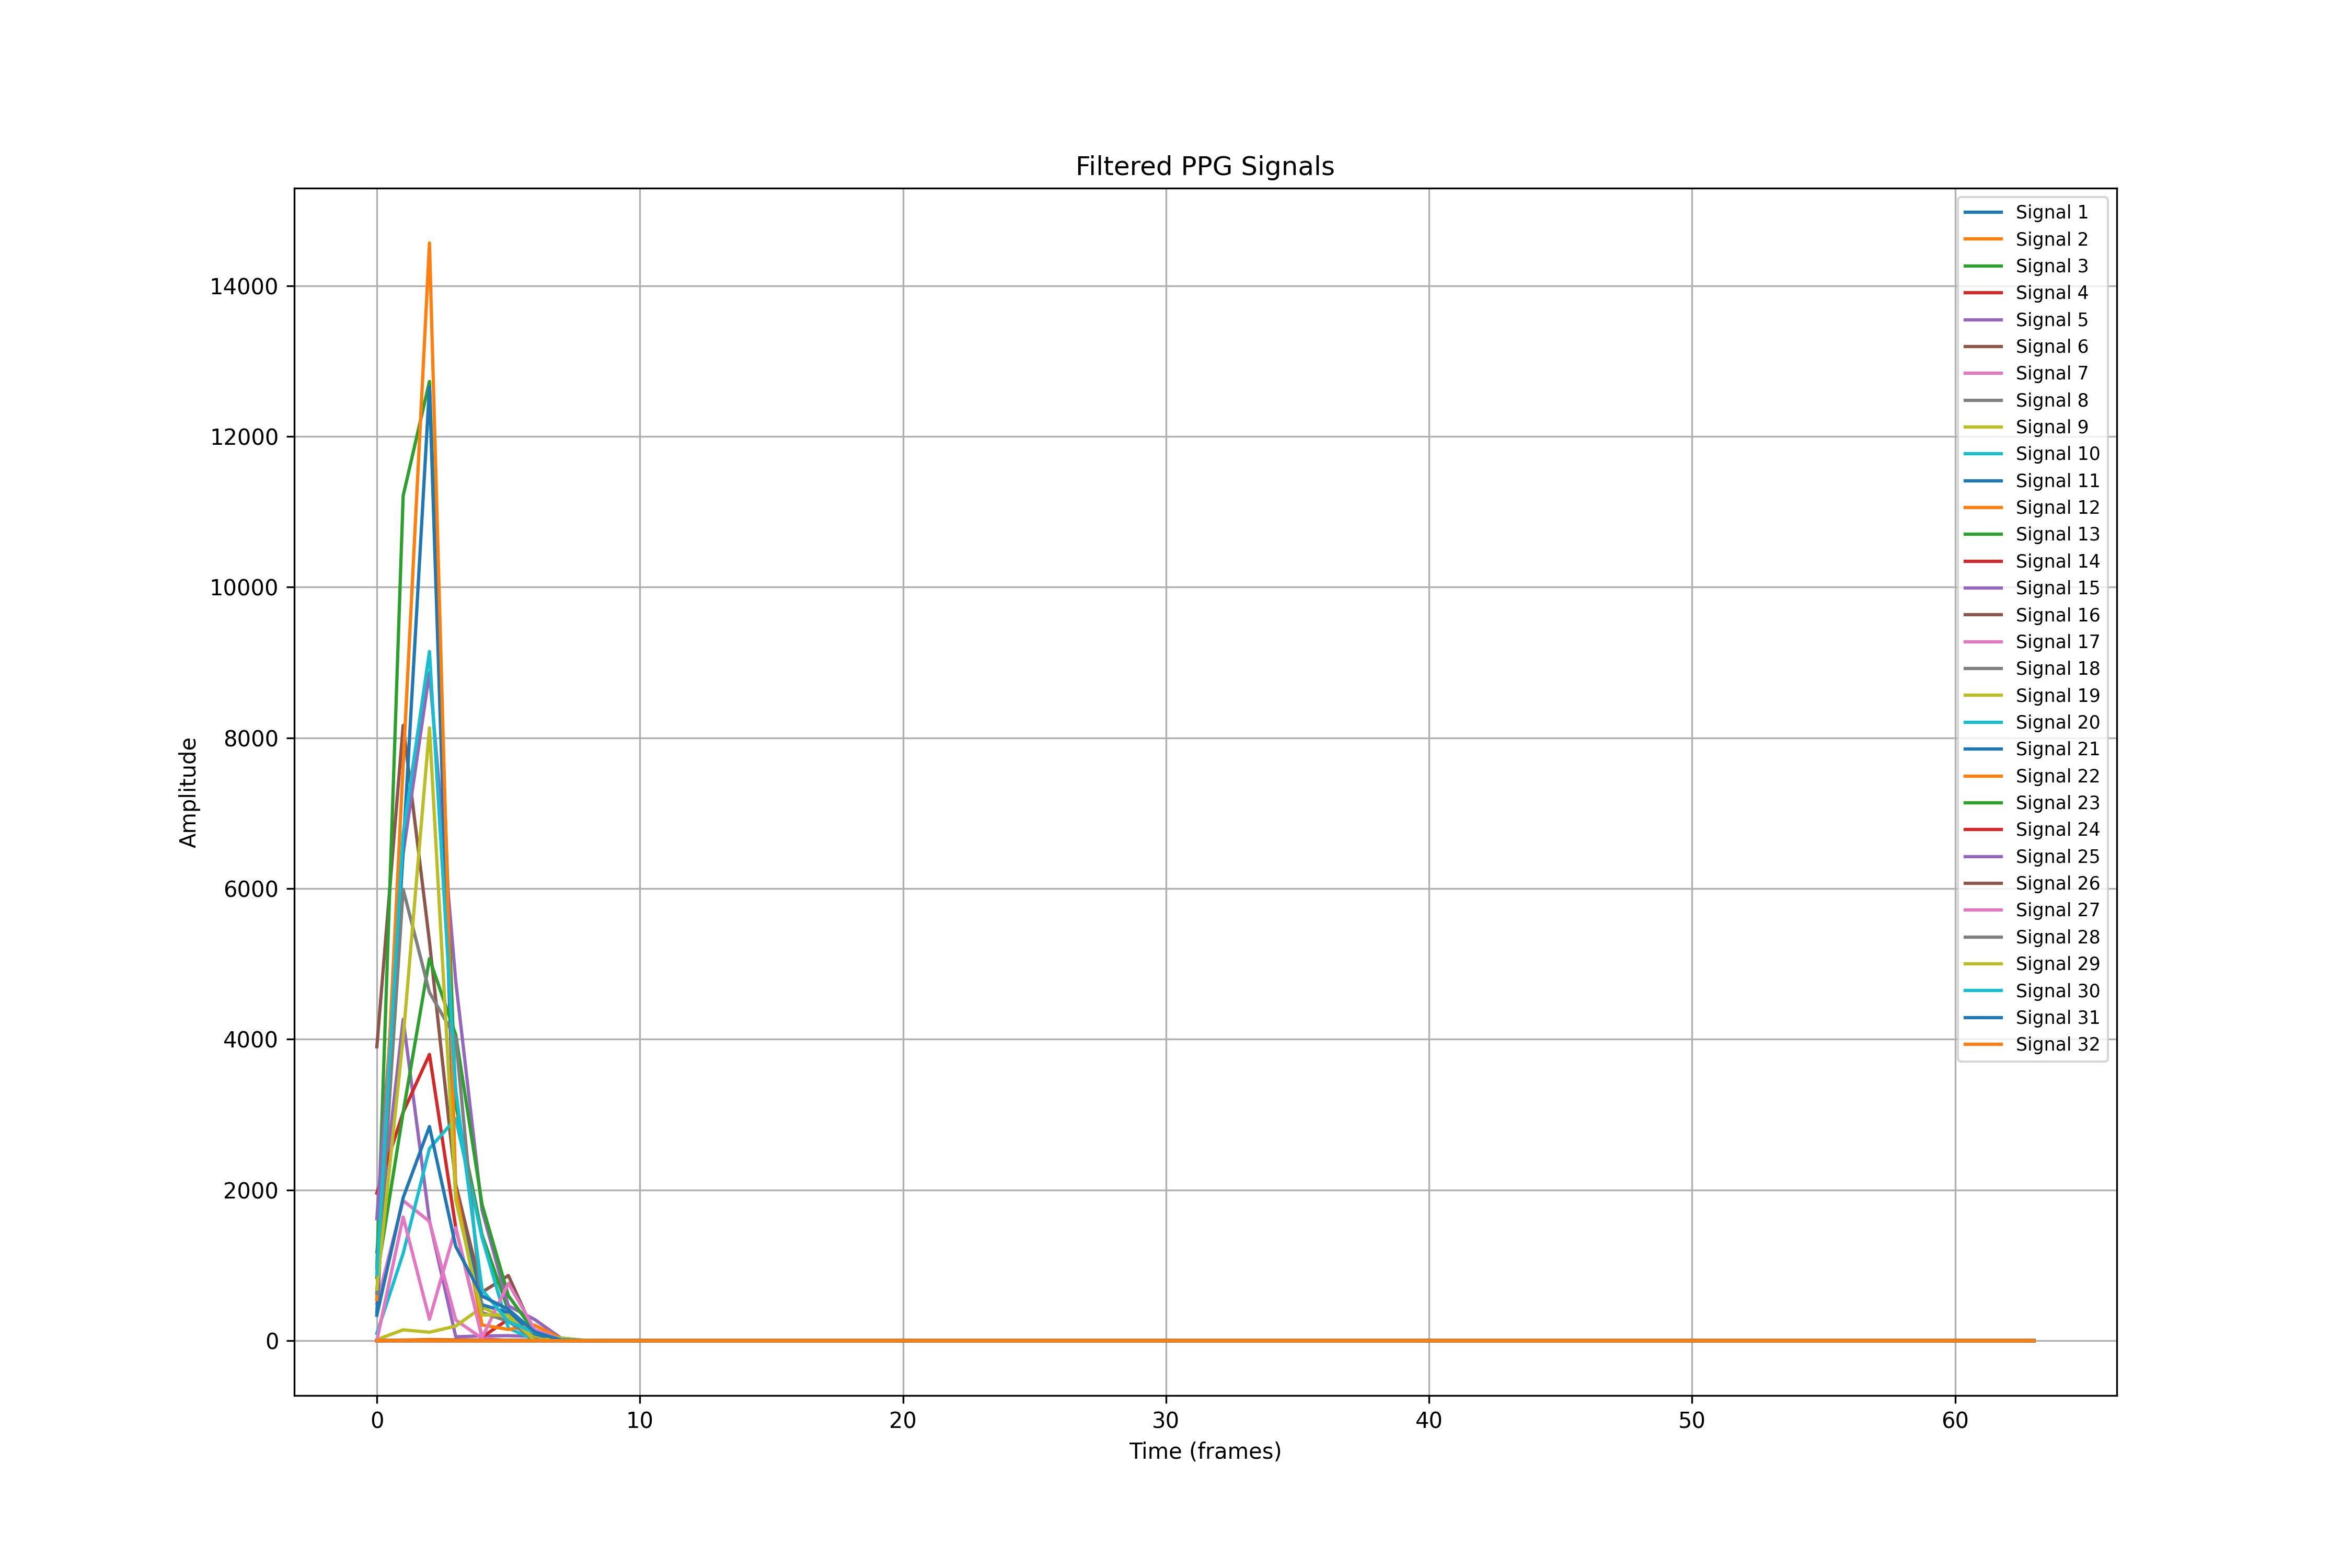 Filtered PPG Signals
Amplitude
14000
12000
10000
8000
6000
4000
2000
0
0 10 20 30 40 50 60
Time (frames)
Signal 1
Signal 2
Signal 3
Signal 4
Signal 5
Signal 6
Signal 7
Signal 8
Signal 9
Signal 10
Signal 11
Signal 12
Signal 13
Signal 14
Signal 15
Signal 16
Signal 17
Signal 18
Signal 19
Signal 20
Signal 21
Signal 22
Signal 23
Signal 24
Signal 25
Signal 26
Signal 27
Signal 28
Signal 29
Signal 30
Signal 31
Signal 32